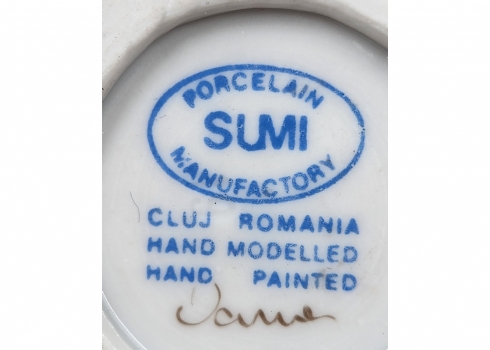 PORCELAIN
SUMI
MANUFACTORY
CLUJ ROMANIA
HAND MODELLED
HAND PAINTED